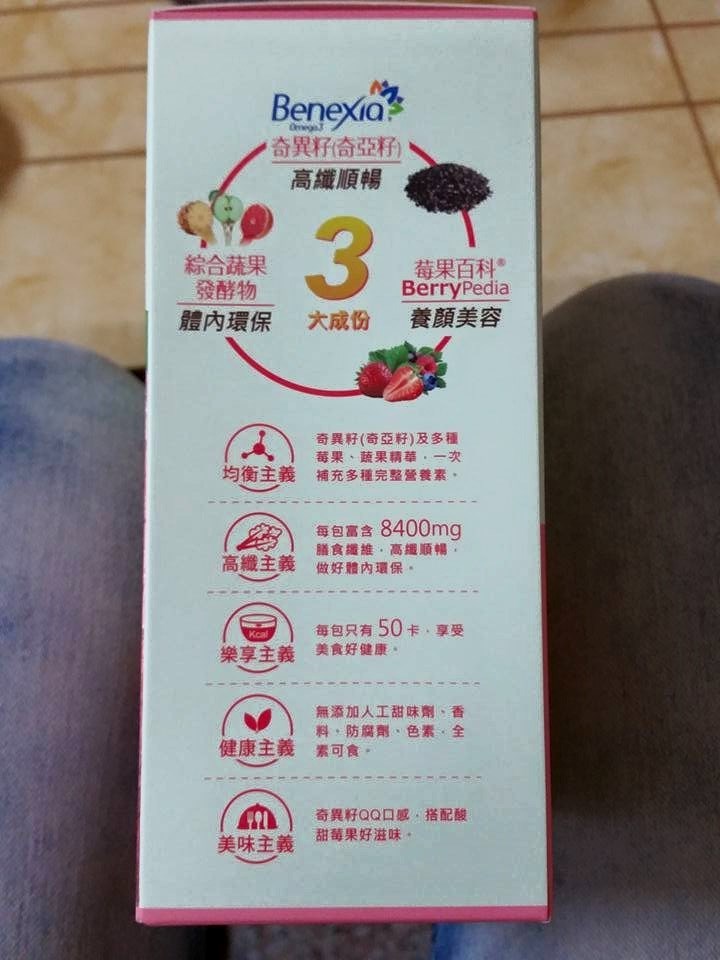 Benexia
Omega3
奇異籽(奇亞籽)
高纖順暢
綜合蔬果
發酵物
體內環保
3
大成份
莓果百科®
BerryPedia
養顏美容
均衡主義
奇異籽(奇亞籽)及多種
莓果、蔬果精華，一次
補充多種完整營養素。
高纖主義
每包富含 8400mg
膳食纖維，高纖順暢，
做好體內環保。
Kcal
樂享主義
每包只有 50 卡，享受
美食好健康。
健康主義
無添加人工甜味劑、香
料、防腐劑、色素，全
素可食。
美味主義
奇異籽QQ口感，搭配酸
甜莓果好滋味。